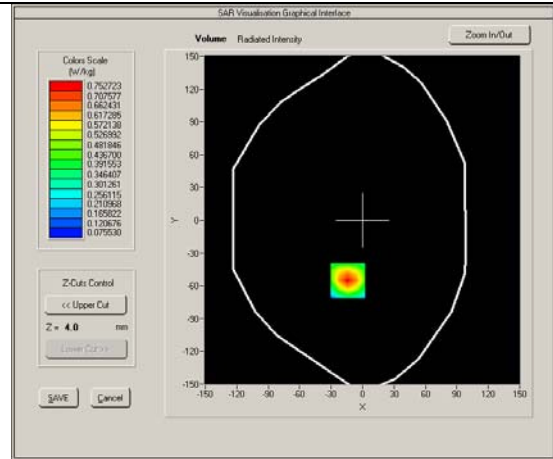 SAR Visualisation Graphical Interface
Volume Radiated Intensity
Zoom In/Out
Colors Scale
(W/kg)
0.752723
0.707577
0.662431
0.617285
0.572138
0.526992
0.481846
0.436700
0.391553
0.346407
0.301261
0.256115
0.210968
0.165822
0.120676
0.075530
Z-Cuts Control
<< Upper Cut
Z = 4.0 mm
SAVE
Cancel
150
120
90
60
30
0
-30
-60
-90
-120
-150
Y
-150 -120 -90 -60 -30 0 30 60 90 120 150
X